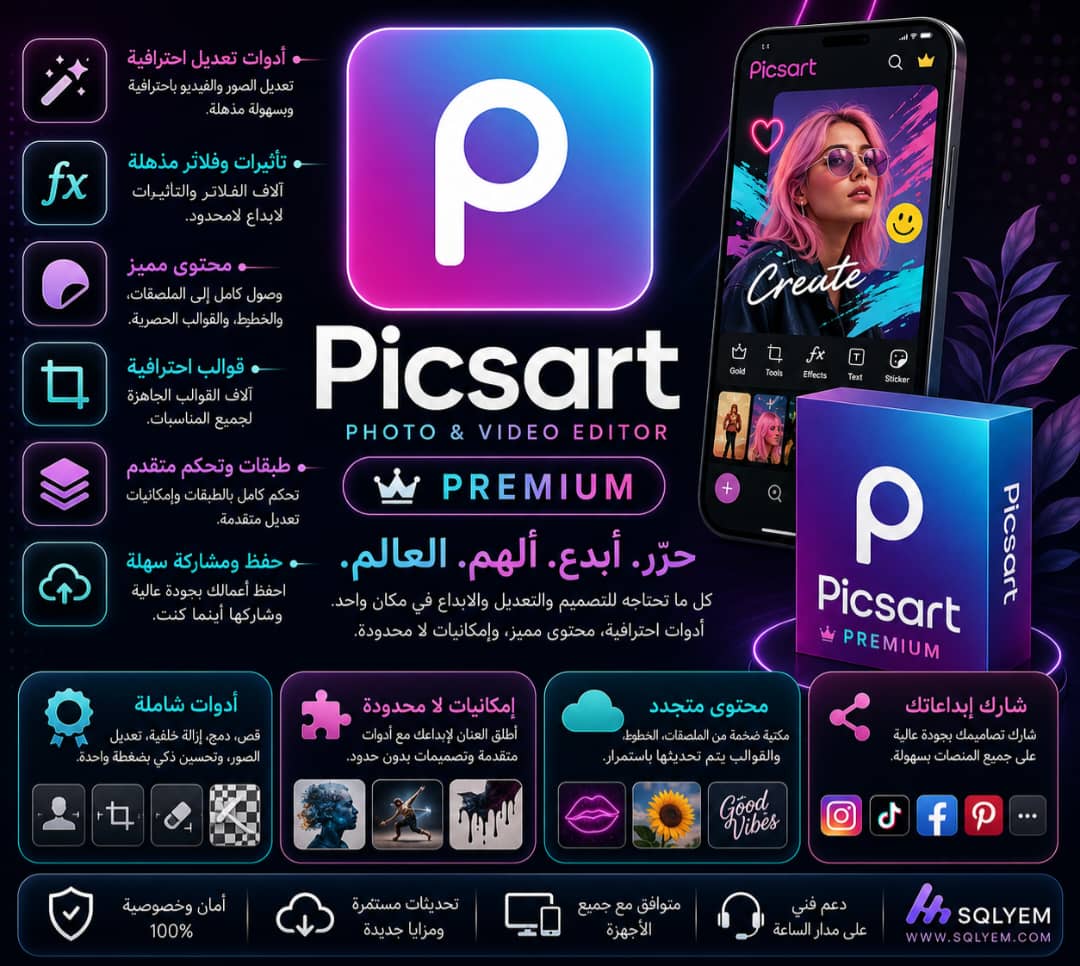 أدوات تعديل احترافية
تعديل الصور والفيديو باحترافية
وبسهولة مذهلة.
تأثيرات وفلاتر مذهلة
آلاف الفلاتر والتأثيرات
لابداع لامحدود.
محتوى مميز
وصول كامل إلى الملصقات،
والخطوط، والقوالب الحصرية.
قوالب احترافية
آلاف القوالب الجاهزة
لجميع المناسبات.
طبقات وتحكم متقدم
تحكم كامل بالطبقات وإمكانيات
تعديل متقدمة.
حفظ ومشاركة سهلة
احفظ أعمالك بجودة عالية
وشاركها أينما كنت.
fx
Picsart
PHOTO & VIDEO EDITOR
PREMIUM
حرّر. أبدع. ألهم. العالم.
كل ما تحتاجه للتصميم والتعديل والابداع في مكان واحد.
أدوات احترافية، محتوى مميز، وإمكانيات لا محدودة.
Picsart
Create
Gold
Tools
fx
Effects
T
Text
Sticker
Picsart
PREMIUM
Picsart
أدوات شاملة
قص، دمج، إزالة خلفية، تعديل
الصور، وتحسين ذكي بضغطة واحدة.
إمكانيات لا محدودة
أطلق العنان لإبداعك مع أدوات
متقدمة وتصميمات بدون حدود.
محتوى متجدد
مكتبة ضخمة من الملصقات، الخطوط،
والقوالب يتم تحديثها باستمرار.
Good
Vibes
شارك إبداعاتك
شارك تصاميمك بجودة عالية
على جميع المنصات بسهولة.
أمان وخصوصية
100%
تحديثات مستمرة
ومزايا جديدة
متوافق مع جميع
الأجهزة
دعم فني
على مدار الساعة
SQLYEM
WWW.SQLYEM.COM